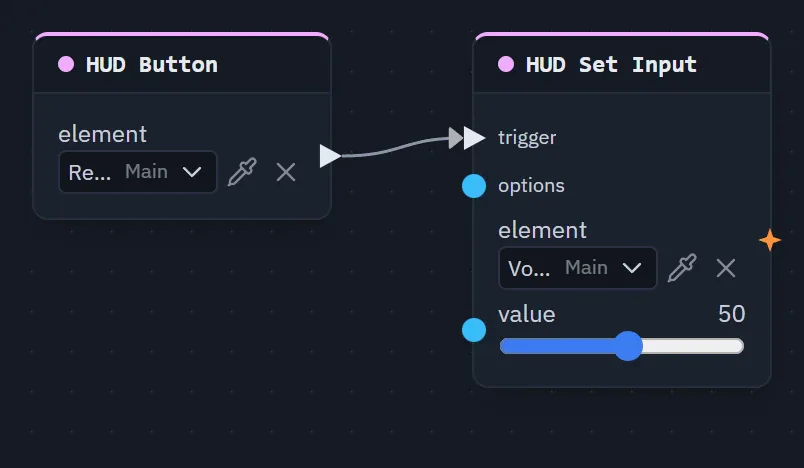 HUD Button
element
Re... Main
HUD Set Input
trigger
options
element
Vo... Main
value 50